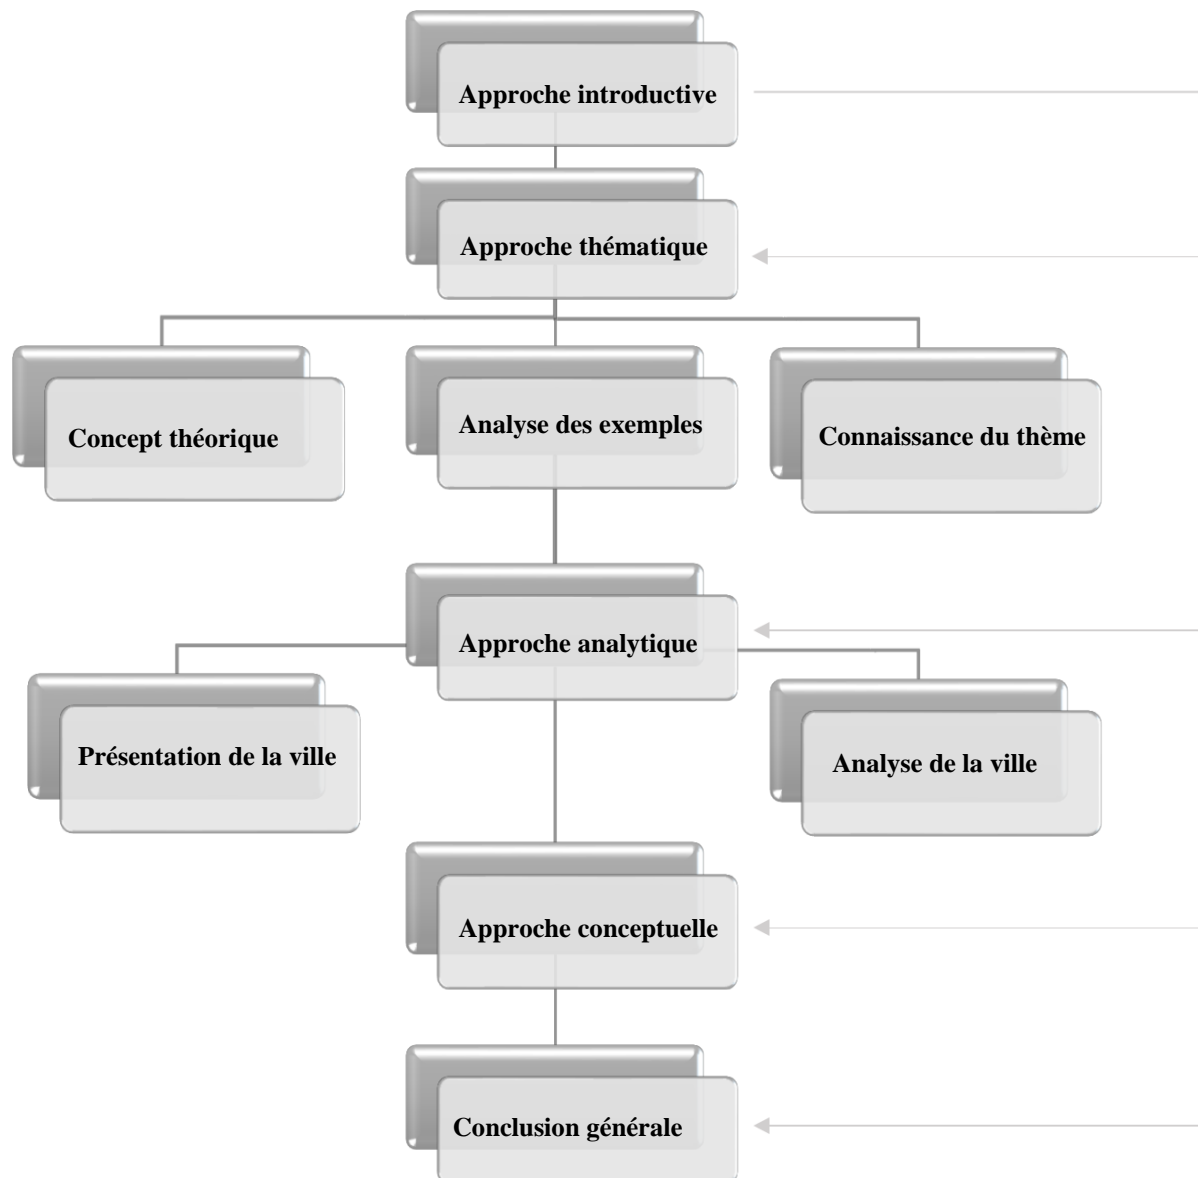 Approche introductive
Approche thématique
Concept théorique
Analyse des exemples
Connaissance du thème
Approche analytique
Présentation de la ville
Analyse de la ville
Approche conceptuelle
Conclusion générale